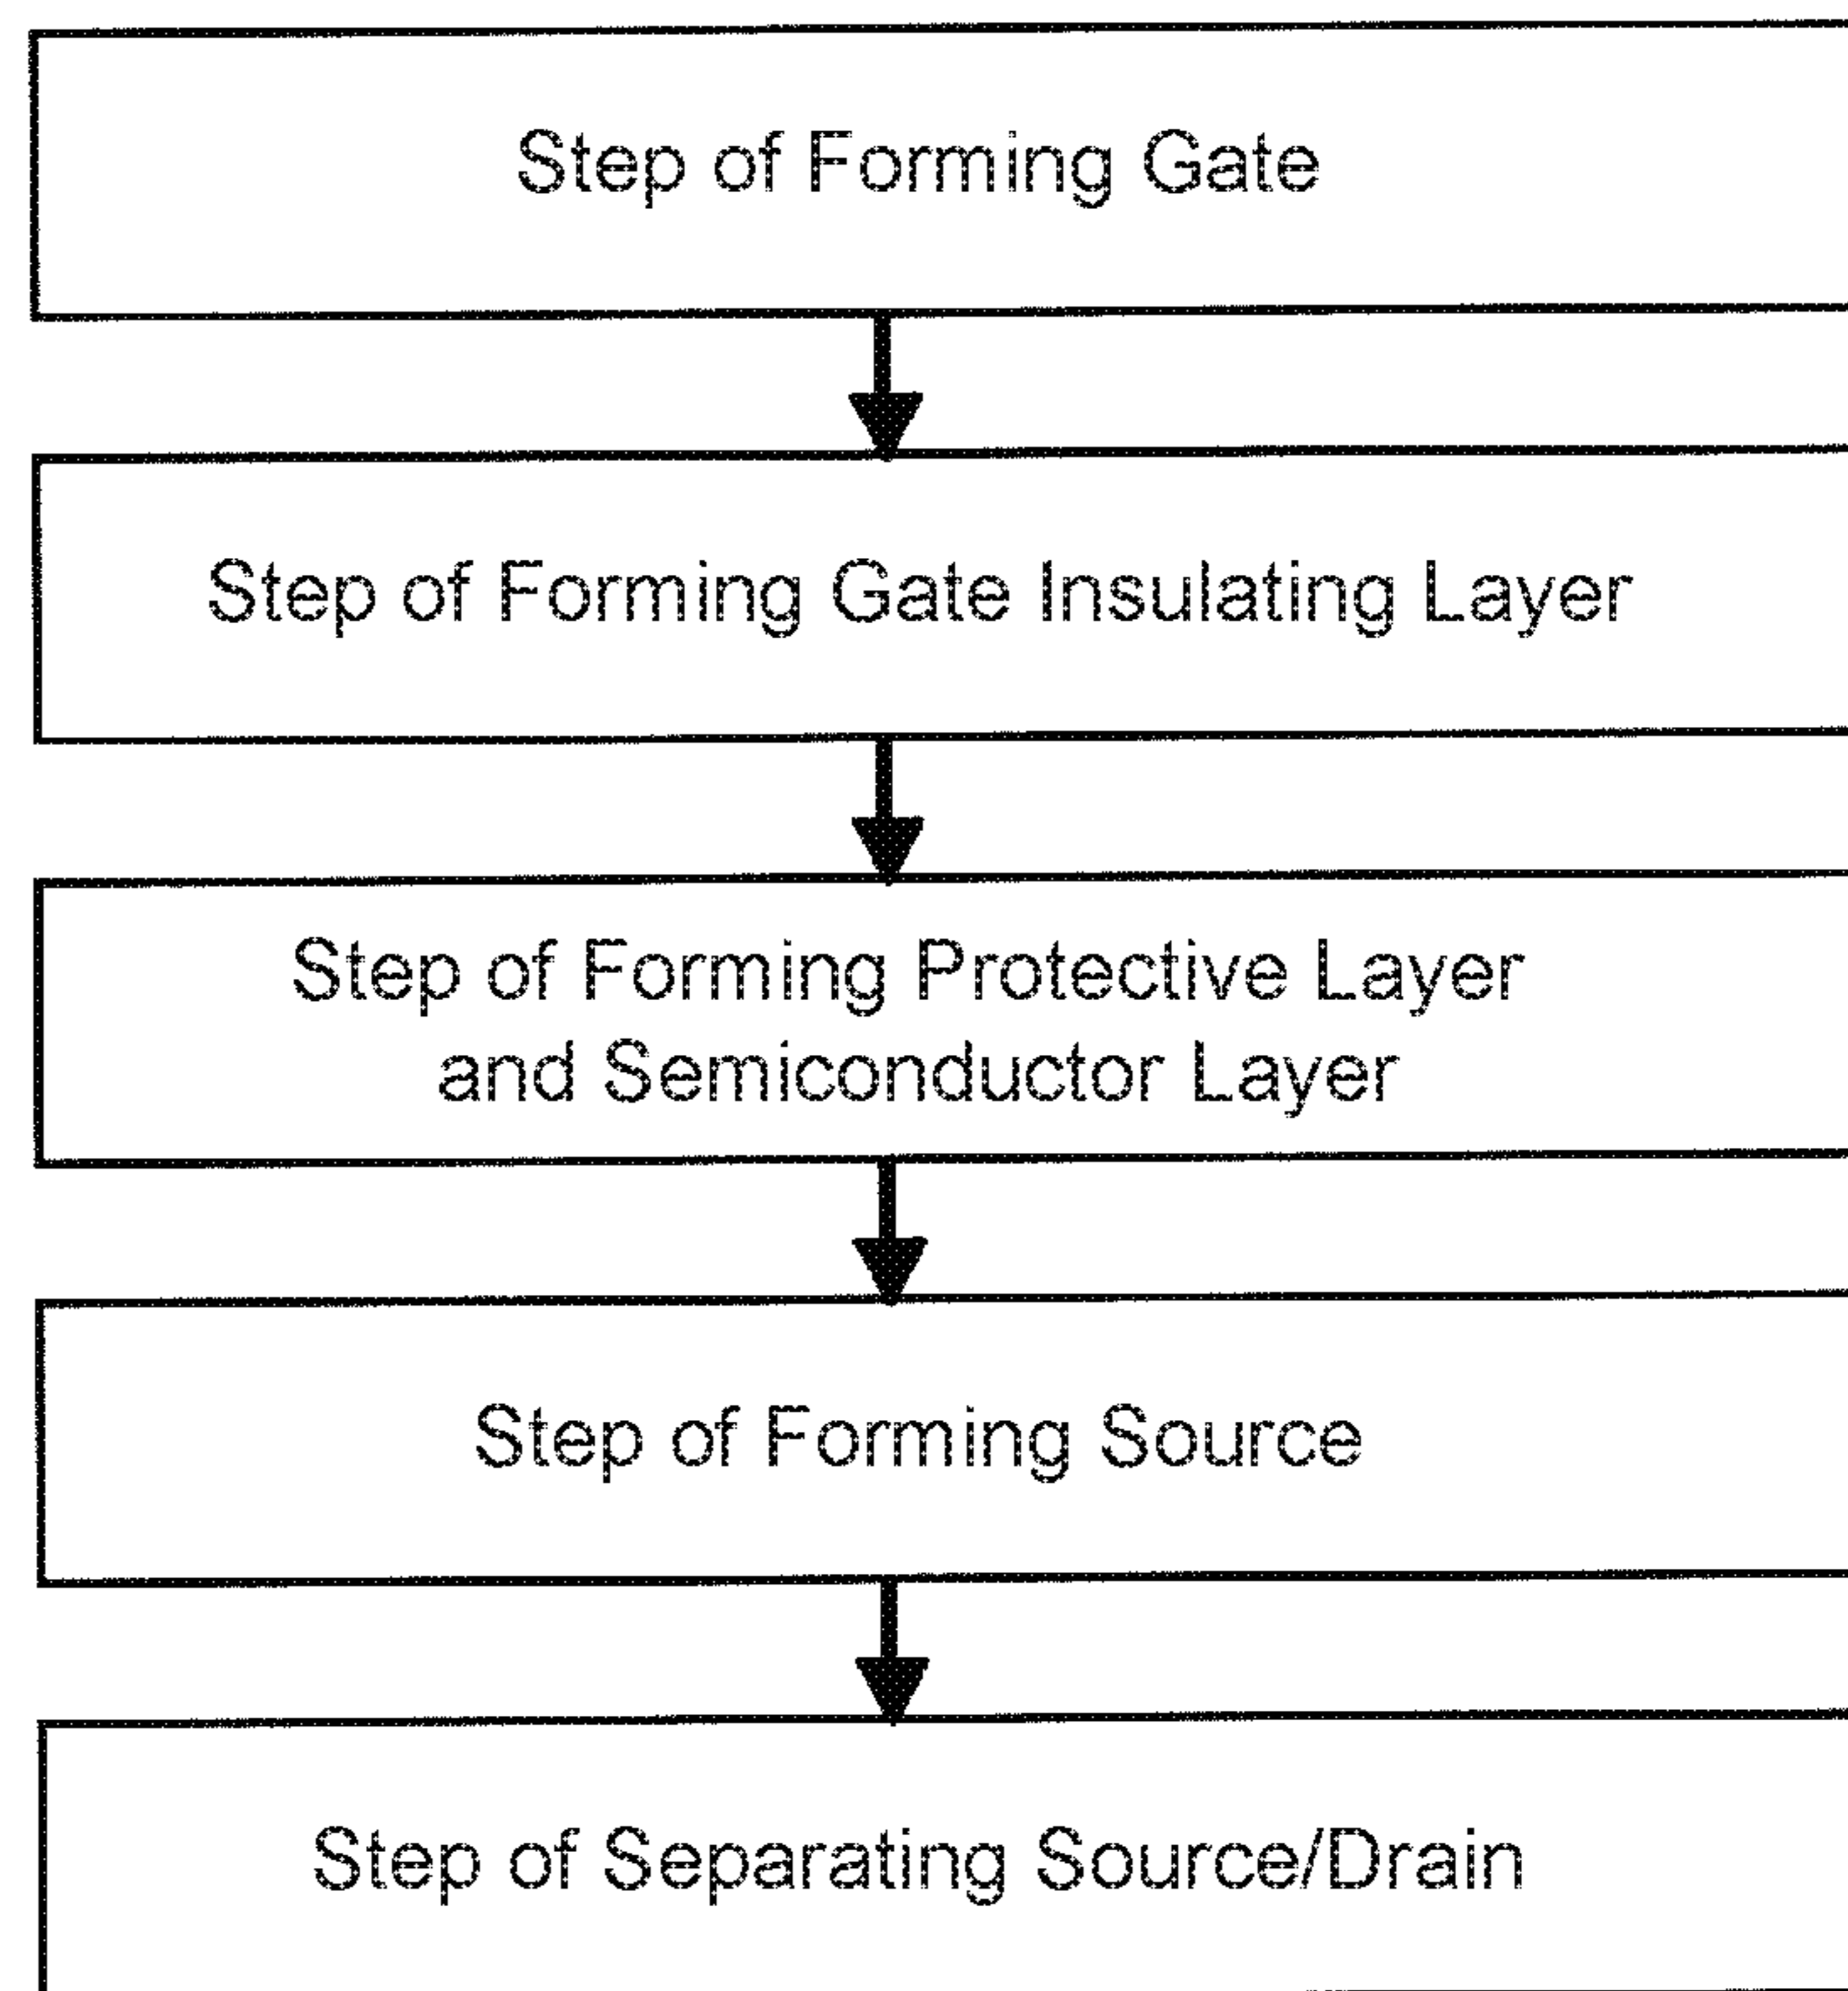 Step of Forming Gate
Step of Forming Gate Insulating Layer
Step of Forming Protective Layer
and Semiconductor Layer
Step of Forming Source
Step of Separating Source/Drain